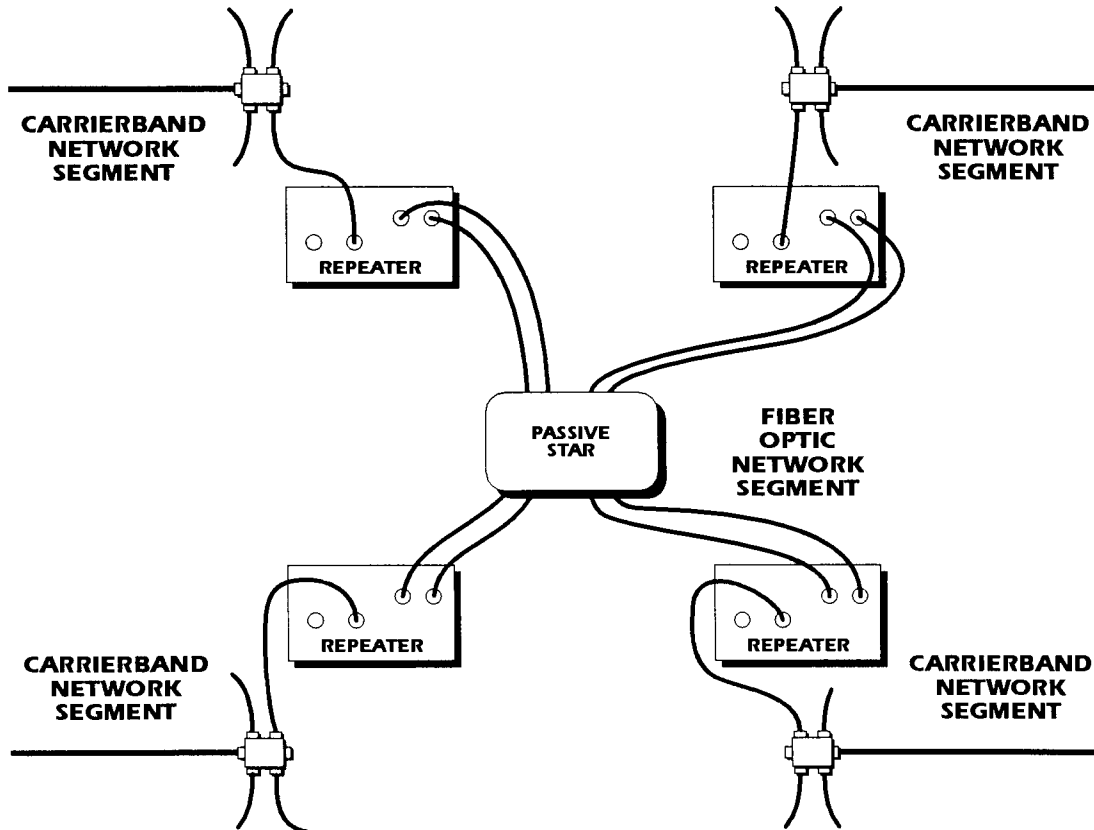 CARRIERBAND
NETWORK
SEGMENT
CARRIERBAND
NETWORK
SEGMENT
REPEATER
REPEATER
PASSIVE
STAR
FIBER
OPTIC
NETWORK
SEGMENT
REPEATER
REPEATER
CARRIERBAND
NETWORK
SEGMENT
CARRIERBAND
NETWORK
SEGMENT